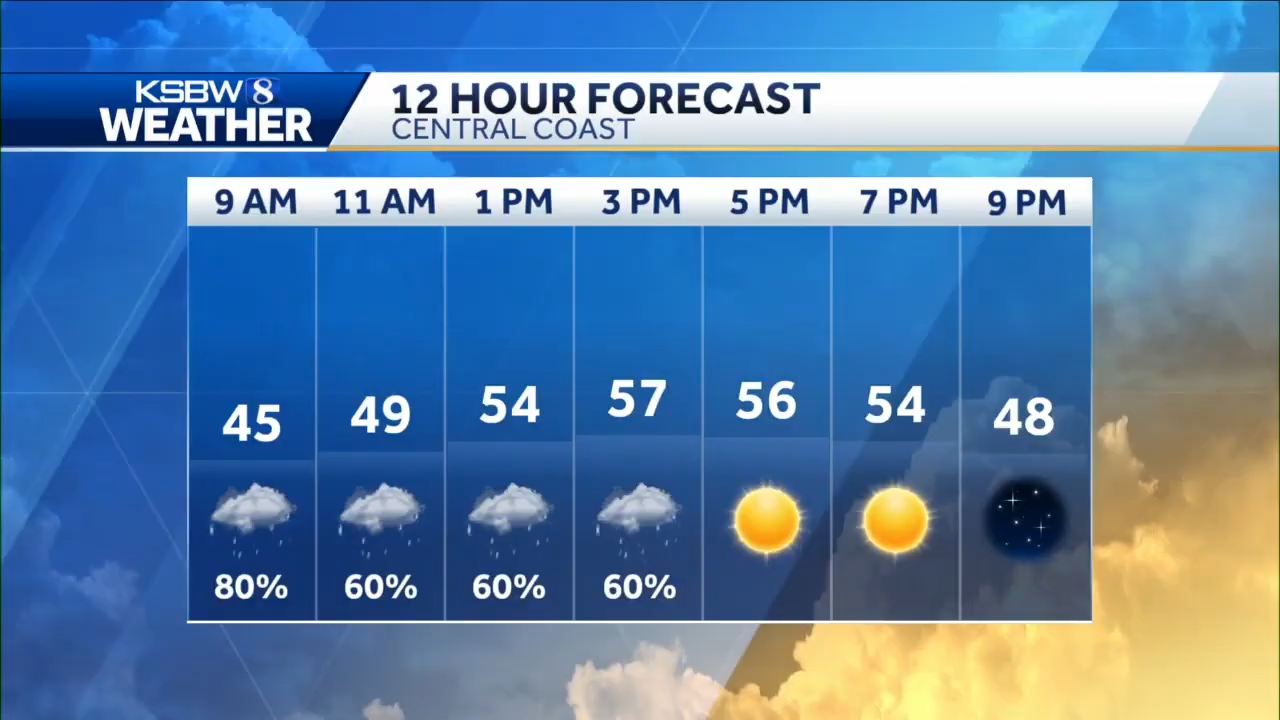 KSBW 8
WEATHER
12 HOUR FORECAST
CENTRAL COAST
9 AM 11 AM 1 PM 3 PM 5 PM 7 PM 9 PM
45 49 54 57 56 54 48
80% 60% 60% 60%